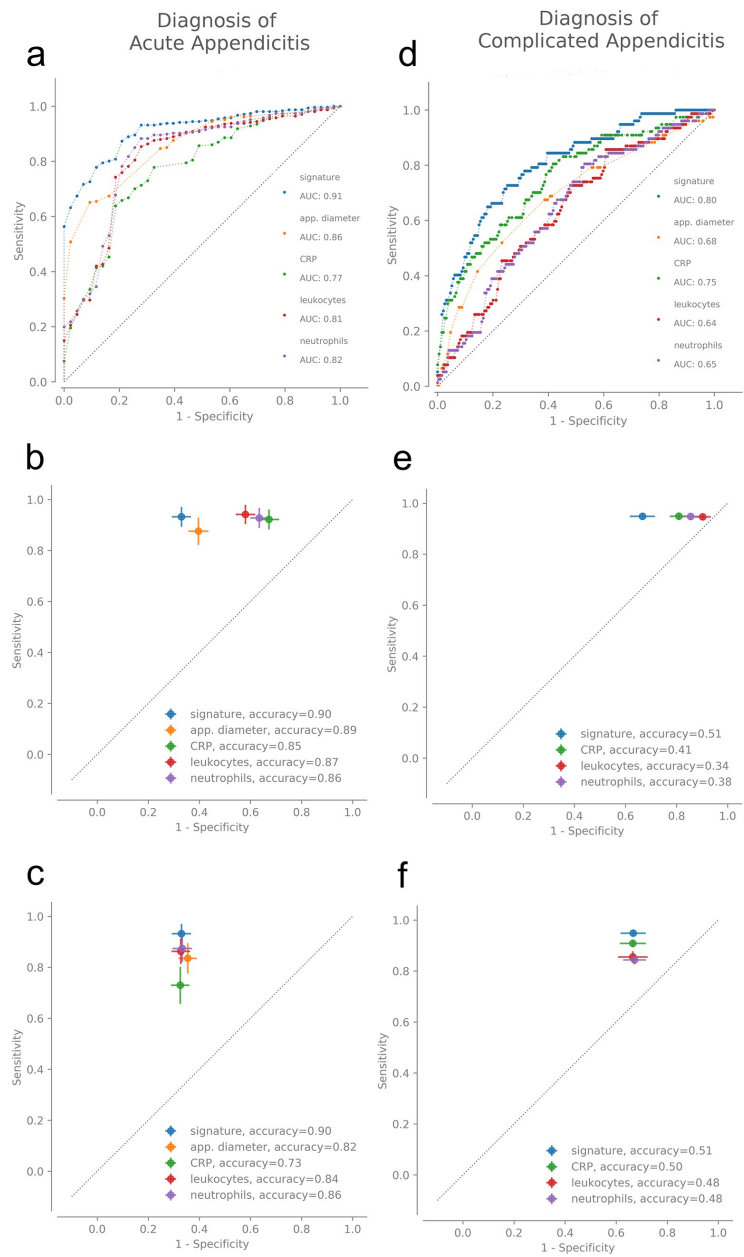 Diagnosis of
Acute Appendicitis
Diagnosis of
Complicated Appendicitis
a
1.0
0.8
0.6
0.4
0.2
0.0
Sensitivity
signature
AUC: 0.91
app. diameter
AUC: 0.86
CRP
AUC: 0.77
leukocytes
AUC: 0.81
neutrophils
AUC: 0.82
0.0 0.2 0.4 0.6 0.8 1.0
1 - Specificity
d
1.0
0.8
0.6
0.4
0.2
0.0
Sensitivity
signature
AUC: 0.80
app. diameter
AUC: 0.68
CRP
AUC: 0.75
leukocytes
AUC: 0.64
neutrophils
AUC: 0.65
0.0 0.2 0.4 0.6 0.8 1.0
1 - Specificity
b
1.0
0.8
0.6
0.4
0.2
0.0
Sensitivity
signature, accuracy=0.90
app. diameter, accuracy=0.89
CRP, accuracy=0.85
leukocytes, accuracy=0.87
neutrophils, accuracy=0.86
0.0 0.2 0.4 0.6 0.8 1.0
1 - Specificity
e
1.0
0.8
0.6
0.4
0.2
0.0
Sensitivity
signature, accuracy=0.51
CRP, accuracy=0.41
leukocytes, accuracy=0.34
neutrophils, accuracy=0.38
0.0 0.2 0.4 0.6 0.8 1.0
1 - Specificity
c
1.0
0.8
0.6
0.4
0.2
0.0
Sensitivity
signature, accuracy=0.90
app. diameter, accuracy=0.82
CRP, accuracy=0.73
leukocytes, accuracy=0.84
neutrophils, accuracy=0.86
0.0 0.2 0.4 0.6 0.8 1.0
1 - Specificity
f
1.0
0.8
0.6
0.4
0.2
0.0
Sensitivity
signature, accuracy=0.51
CRP, accuracy=0.50
leukocytes, accuracy=0.48
neutrophils, accuracy=0.48
0.0 0.2 0.4 0.6 0.8 1.0
1 - Specificity